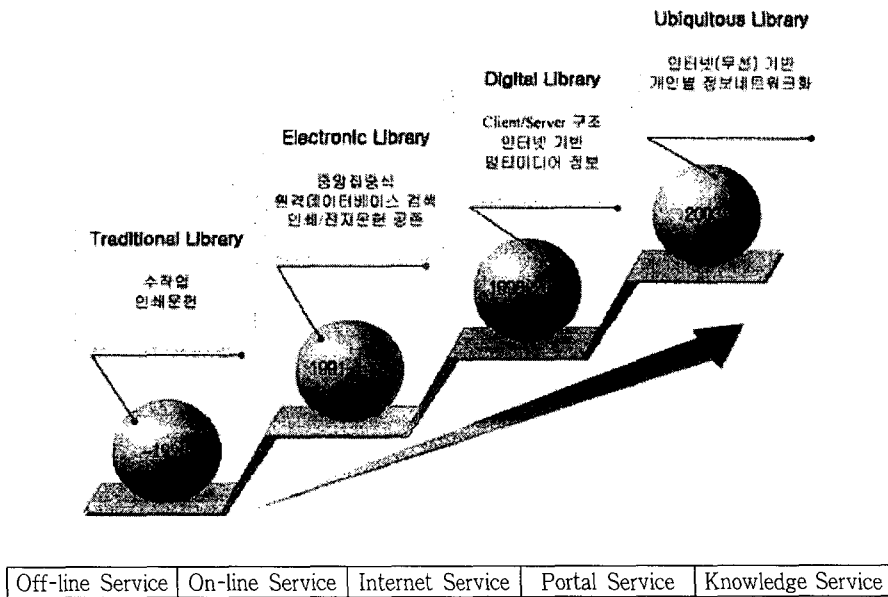 Ubiquitous Library
인터넷(무선) 기반
개인별 정보네트워크화
Digital Library
Client/Server 구조
인터넷 기반
멀티미디어 정보
Electronic Library
중앙집중식
원격데이터베이스 검색
인쇄/전자문헌 공존
Traditional Library
수작업
인쇄문헌
1991
Off-line Service
On-line Service
Internet Service
Portal Service
Knowledge Service